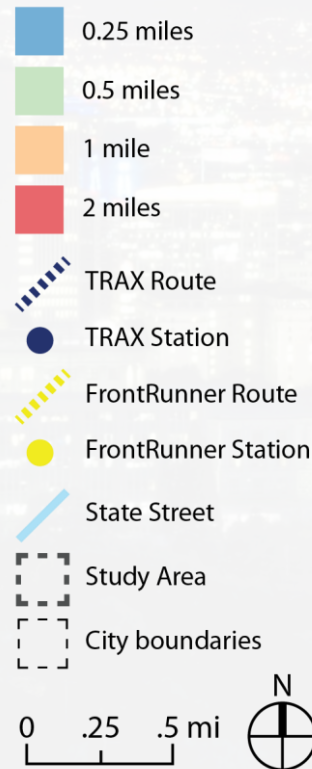 0.25 miles
0.5 miles
1 mile
2 miles
TRAX Route
TRAX Station
FrontRunner Route
FrontRunner Station
State Street
Study Area
City boundaries
N
0 .25 .5 mi